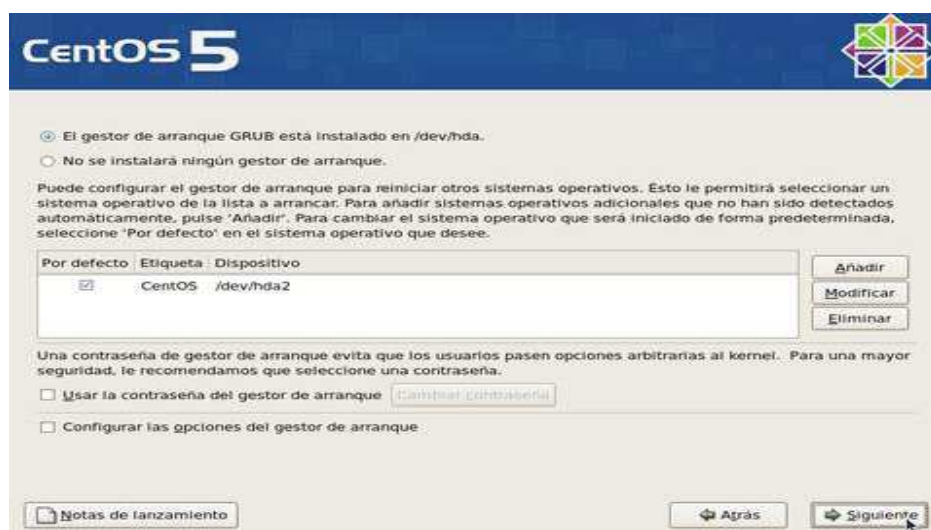 CentOS 5
El gestor de arranque GRUB está instalado en /dev/hda.
No se instalará ningún gestor de arranque.
Puede configurar el gestor de arranque para reiniciar otros sistemas operativos. Esto le permitirá seleccionar un
sistema operativo de la lista a arrancar. Para añadir sistemas operativos adicionales que no han sido detectados
automáticamente, pulse 'Añadir'. Para cambiar el sistema operativo que será iniciado de forma predeterminada,
seleccione 'Por defecto' en el sistema operativo que desee.
Por defecto Etiqueta Dispositivo
CentOS /dev/hda2
Añadir
Modificar
Eliminar
Una contraseña de gestor de arranque evita que los usuarios pasen opciones arbitrarias al kernel. Para una mayor
seguridad, le recomendamos que seleccione una contraseña.
Usar la contraseña del gestor de arranque Cambiar contraseña
Configurar las opciones del gestor de arranque
Notas de lanzamiento
Atrás
Siguiente